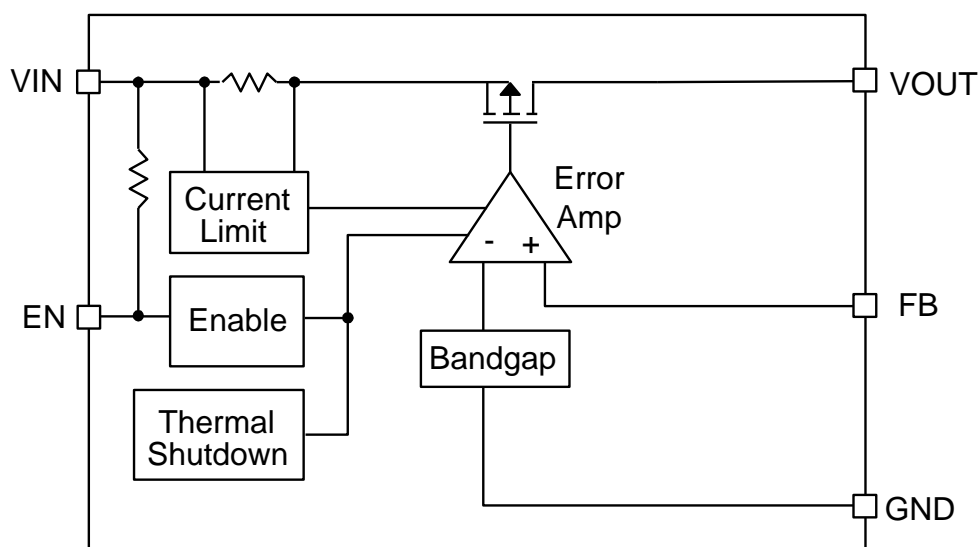 VIN
VOUT
Current
Limit
Error
Amp
- +
EN
Enable
FB
Bandgap
Thermal
Shutdown
GND